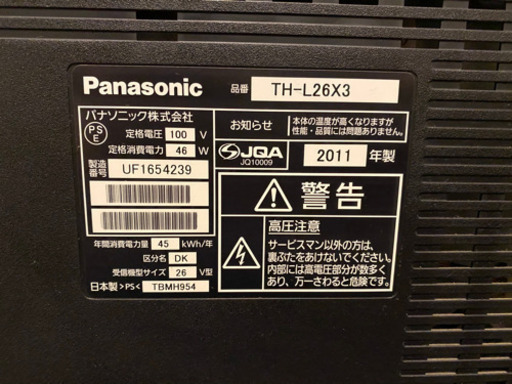 Panasonic
品番 TH-L26X3
パナソニック株式会社
PS
E
定格電圧 100 V
定格消費電力 46 W
製造
番号 UF1654239
年間消費電力量 45 kWh/年
区分名 DK
受信機型サイズ 26 V型
日本製 >PS< TBMH954
お知らせ
本体の温度が高くなりますが、
性能・品質には問題ありません。
JQA
JQ10009
2011 年製
警告
高圧注意
サービスマン以外の方は、
裏ぶたをあけないでください。
内部には高電圧部分が数多く
あり、万一さわると危険です。